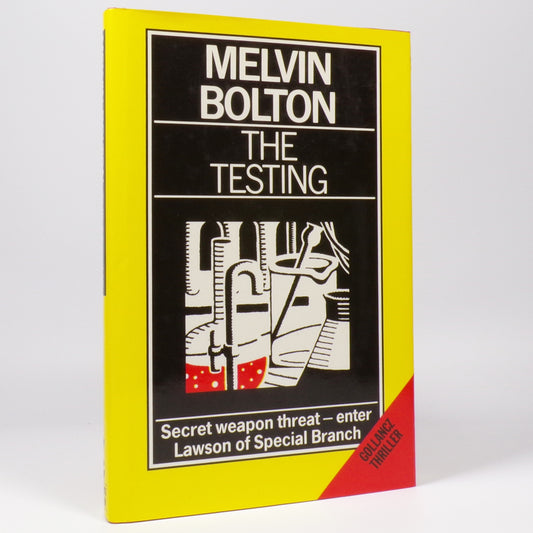 MELVIN
BOLTON
THE
TESTING
Secret weapon threat – enter
Lawson of Special Branch
GOLLANCZ
THRILLER